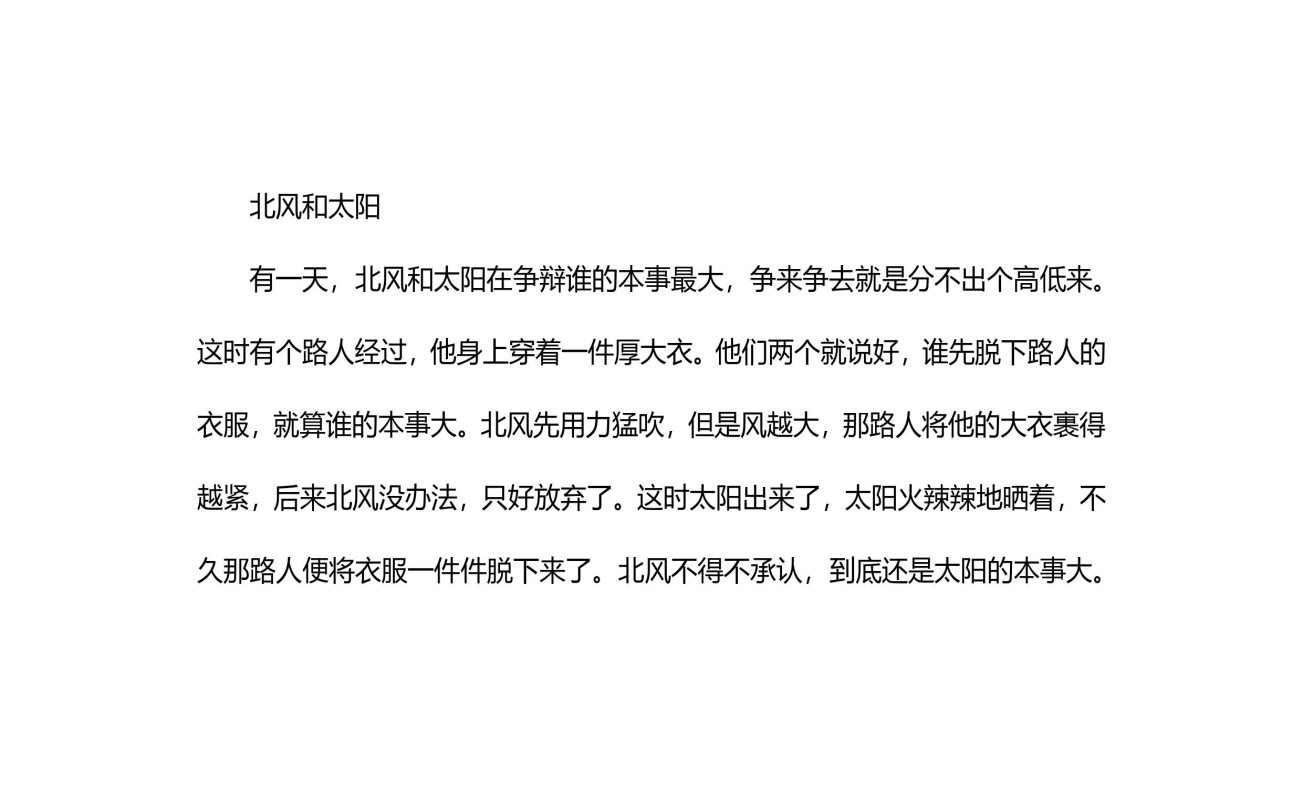 北风和太阳
有一天，北风和太阳在争辩谁的本事最大，争来争去就是分不出个高低来。
这时有个路人经过，他身上穿着一件厚大衣。他们两个就说好，谁先脱下路人的
衣服，就算谁的本事大。北风先用力猛吹，但是风越大，那路人将他的大衣裹得
越紧，后来北风没办法，只好放弃了。这时太阳出来了，太阳火辣辣地晒着，不
久那路人便将衣服一件件脱下来了。北风不得不承认，到底还是太阳的本事大。